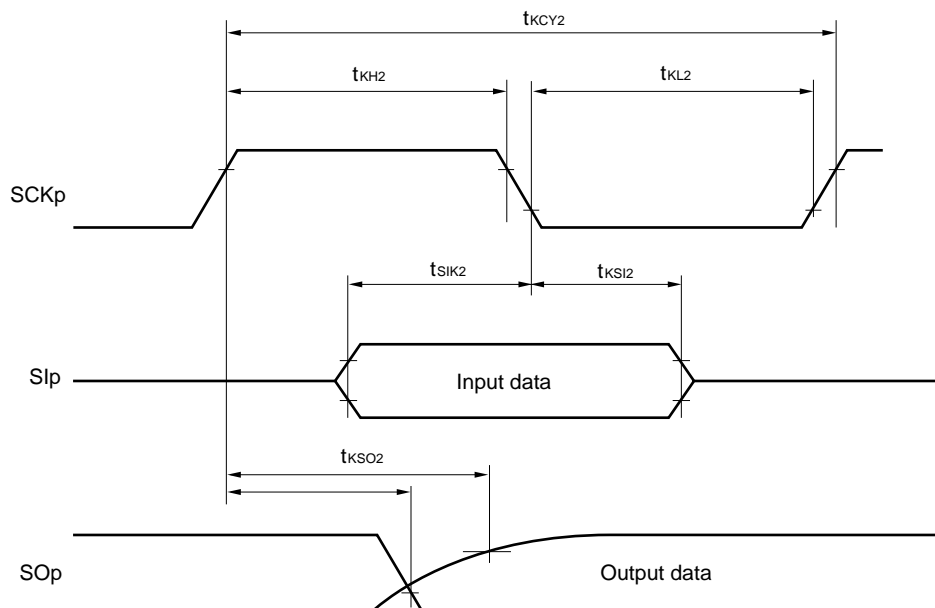 tKCY2
tKH2
tKL2
SCKp
tSIK2
tKSI2
SIp
Input data
tKSO2
SOp
Output data